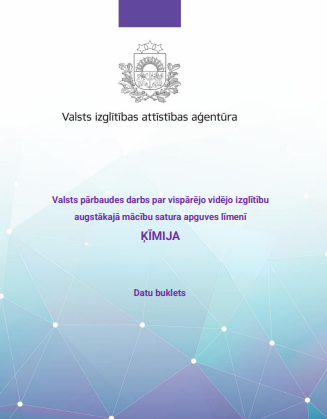 Valsts izglītības attīstības aģentūra
Valsts pārbaudes darbs par vispārējo vidējo izglītību
augstākajā mācību satura apguves līmenī
ĶĪMIJA
Datu buklets